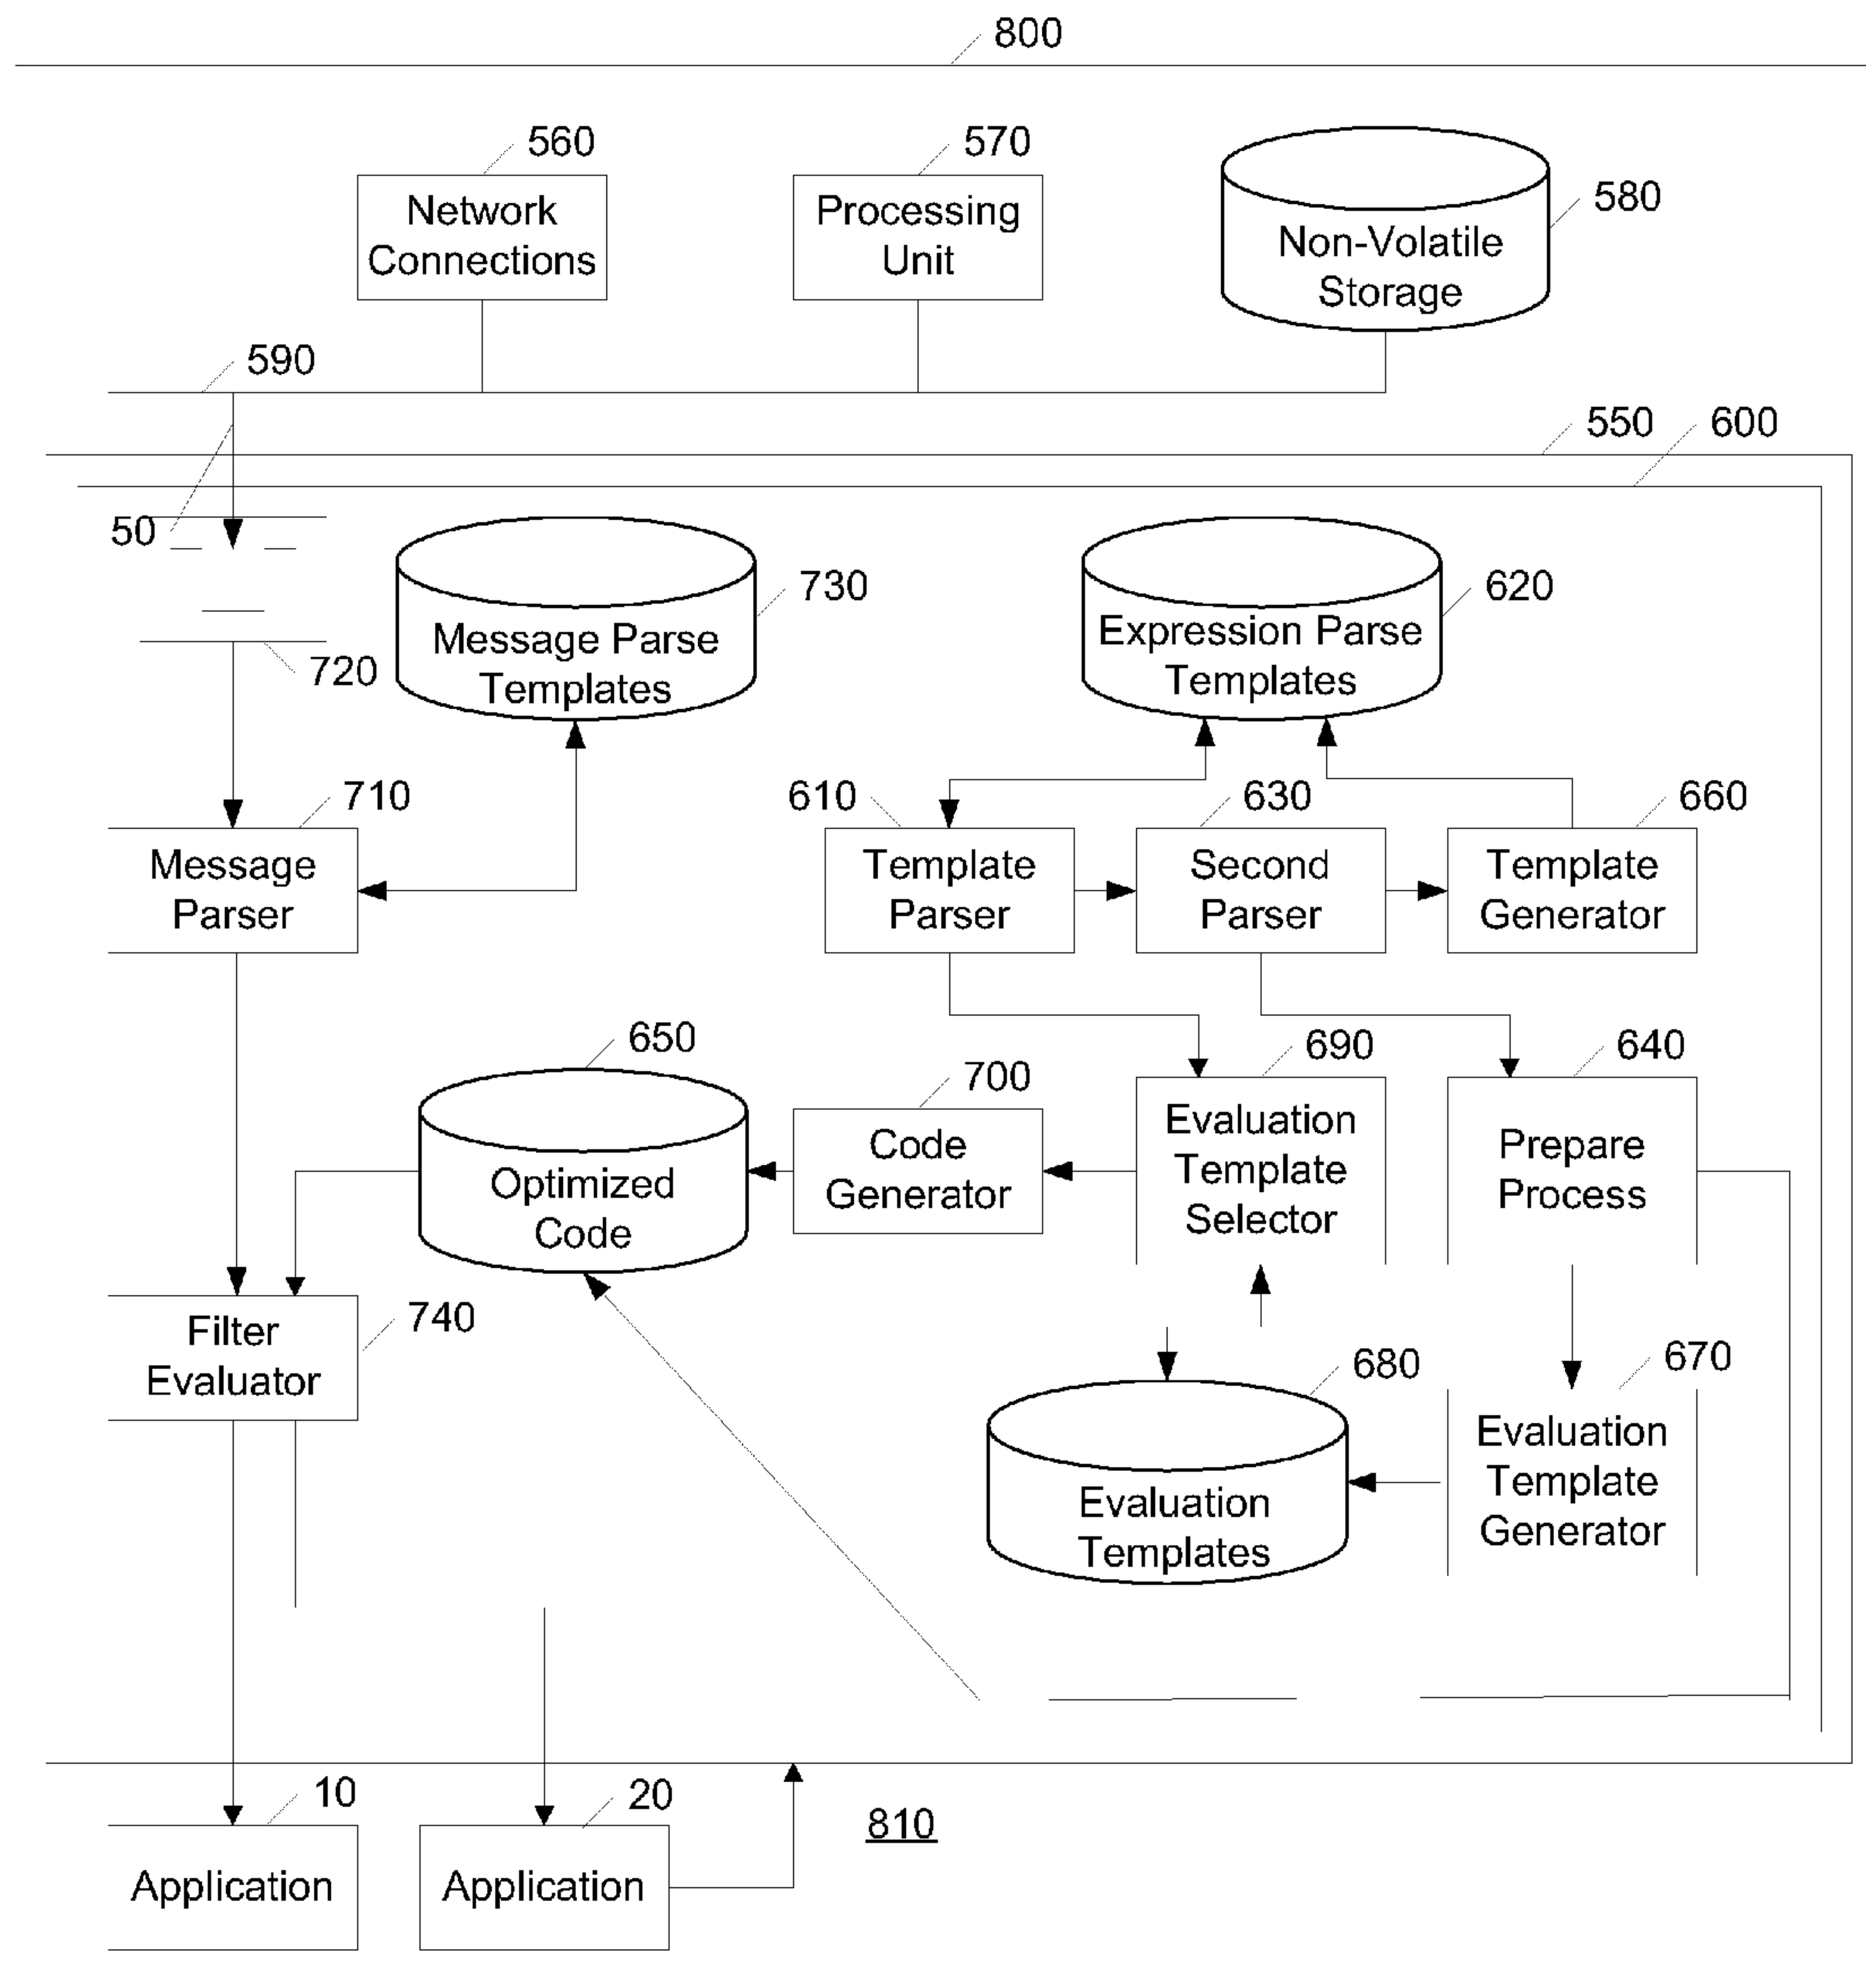 800
560
570
580
Network
Connections
Processing
Unit
Non-Volatile
Storage
590
550
600
50
730
620
Message Parse
Templates
Expression Parse
Templates
720
710
610
630
660
Message
Parser
Template
Parser
Second
Parser
Template
Generator
650
700
690
640
Optimized
Code
Code
Generator
Evaluation
Template
Selector
Prepare
Process
740
Filter
Evaluator
680
670
Evaluation
Templates
Evaluation
Template
Generator
10
20
810
Application
Application